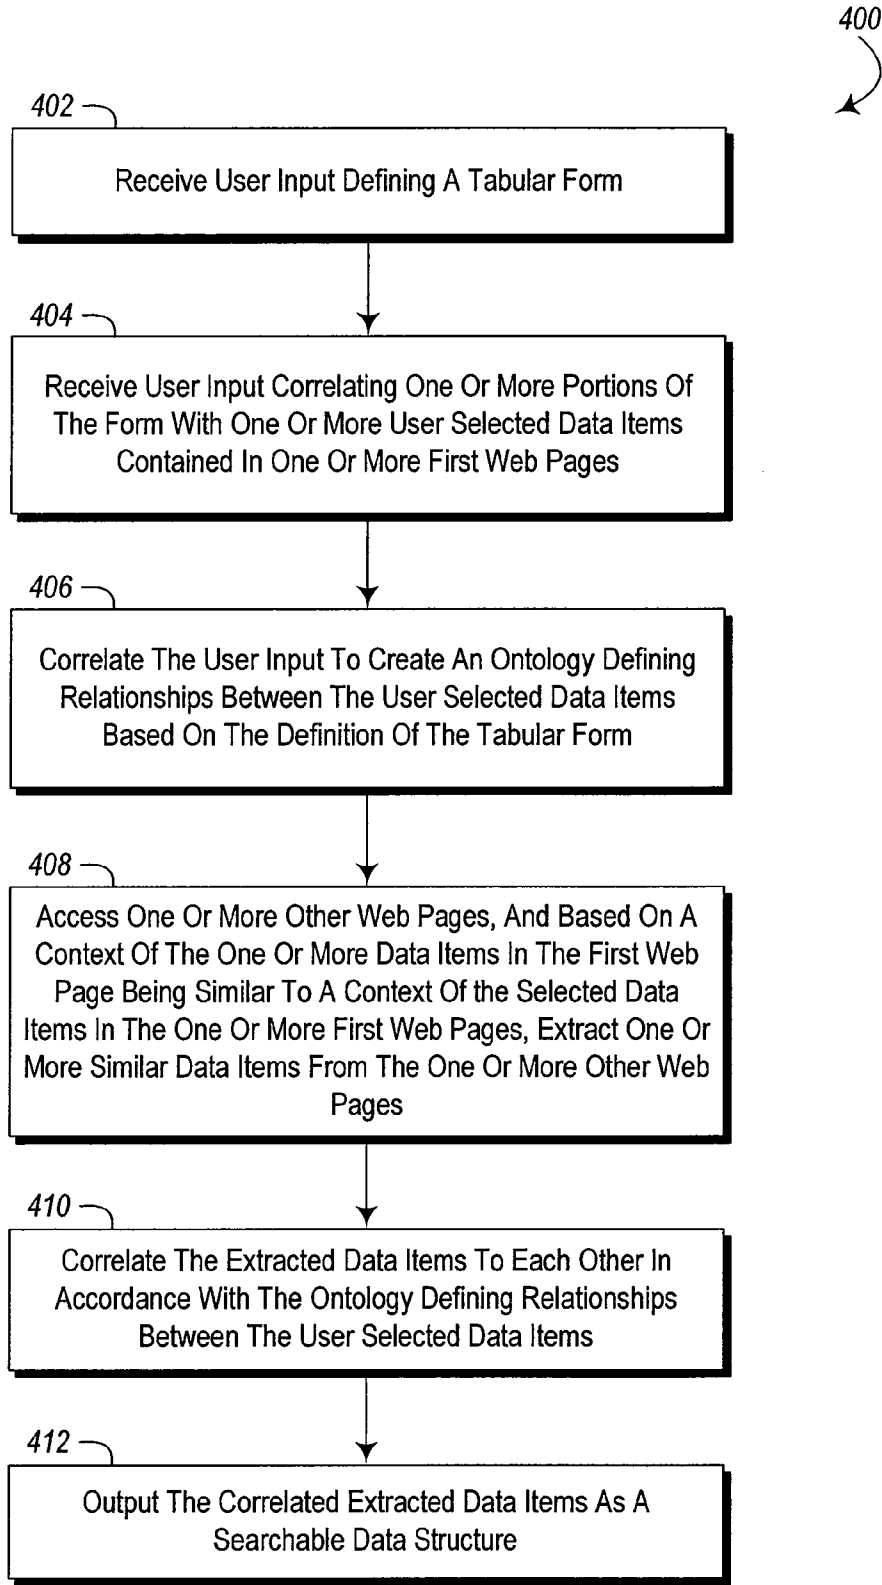 400
402
Receive User Input Defining A Tabular Form
404
Receive User Input Correlating One Or More Portions Of
The Form With One Or More User Selected Data Items
Contained In One Or More First Web Pages
406
Correlate The User Input To Create An Ontology Defining
Relationships Between The User Selected Data Items
Based On The Definition Of The Tabular Form
408
Access One Or More Other Web Pages, And Based On A
Context Of The One Or More Data Items In The First Web
Page Being Similar To A Context Of the Selected Data
Items In The One Or More First Web Pages, Extract One Or
More Similar Data Items From The One Or More Other Web
Pages
410
Correlate The Extracted Data Items To Each Other In
Accordance With The Ontology Defining Relationships
Between The User Selected Data Items
412
Output The Correlated Extracted Data Items As A
Searchable Data Structure